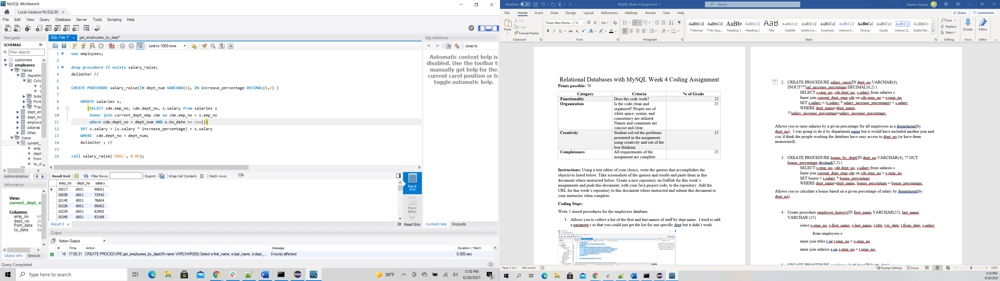 MySQL Workbench
Local instance MySQL80
File Edit View Query Database Server Tools Scripting Help
Navigator
SCHEMAS
Filter objects
customers
employees
Tables
departm
Colu
Inde
Fore
Trigg
dept_em
dept_ma
employe
salaries
titles
Views
current_
emp_
dept
from
to_d
Administration
Information
View:
current_dept_e
Columns:
emp_no int
dept_no ch
from_date da
to_date da
Object Info Session
Query Completed
SQL File 1* get_employees_by_dept*
Limit to 1000 rows
1 use employees;
2
3 drop procedure if exists salary_raise;
4 delimiter //
5
6 CREATE PROCEDURE salary_raise(IN dept_num VARCHAR(4), IN increase_percentage DECIMAL(0,2) )
7
8 UPDATE salaries s,
9 (SELECT cde.emp_no, cde.dept_no, s.salary from salaries s
10 Inner join current_dept_emp cde on cde.emp_no = s.emp_no
11 where cde.dept_no = dept_num AND s.to_date >= now())
12 SET s.salary = (s.salary * increase_percentage) + s.salary
13 WHERE cde.dept_no = dept_num;
14 delimiter ; //
15
16 call salary_raise('d001', 0.05);
Result Grid Filter Rows: Export: Wrap Cell Content: Fetch rows:
emp_no dept_no salary
10017 d001 99651
10058 d001 72542
10140 d001 76604
10228 d001 96062
10239 d001 82905
10340 d001 93168
Result Grid
Form Editor
Result 5
Read Only
SQLAdditions
Jump to
Automatic context help is
disabled. Use the toolbar to
manually get help for the
current caret position or to
toggle automatic help.
Context Help Snippets
Output
Action Output
# Time Action Message Duration / Fetch
16 17:06:31 CREATE PROCEDURE get_employees_by_dept(IN name VARCHAR(50)) Select e.first_name, e.last_name, d.dept_... 0 row(s) affected 0.000 sec
Type here to search
90°F
5:10 PM
6/28/2021
5
AutoSave Off
MySQL-Week-4-Assignment
Search
Heather Staples
File Home Insert Draw Design Layout References Mailings Review View Help
Share Comments
Paste
Cut
Copy
Format Painter
Clipboard
Times New Roma 12
Font
Paragraph
AaBbCcI AaBbCcI AaBb( AaBbCcC AaB AaBbCcC AaBbCcL AaBbCcL AaBbCcL AaBbCcI AaBbCcL AaBbCcL AABBCC
¶ Normal ¶ No Spac... Heading 1 Heading 2 Title Subtitle Subtle Em... Emphasis Intense E... Strong Quote Intense Q... Subtle Ref...
Styles
Find
Replace
Select
Editing
Dictate
Voice
Editor
Editor
Relational Databases with MySQL Week 4 Coding Assignment
Points possible: 70
Category Criteria % of Grade
Functionality Does the code work? 25
Organization Is the code clean and 25
organized? Proper use of
white space, syntax, and
consistency are utilized.
Names and comments are
concise and clear.
Creativity Student solved the problems 25
presented in the assignment
using creativity and out of the
box thinking.
Completeness All requirements of the 25
assignment are complete.
Instructions: Using a text editor of your choice, write the queries that accomplishes the
objectives listed below. Take screenshots of the queries and results and paste them in this
document where instructed below. Create a new repository on GitHub for this week's
assignments and push this document, with your Java project code, to the repository. Add the
URL for this week's repository to this document where instructed and submit this document to
your instructor when complete.
Coding Steps:
Write 5 stored procedures for the employees database.
1. Allows you to collect a list of the first and last names of staff by dept name. I tried to add
a paramete r so that you could just get the list for one specific dept but it didn't work.
2. CREATE PROCEDURE salary_raise(IN dept_no VARCHAR(4),
INOUT???sal_increase_percentage DECIMAL(0,2) )
SELECT s.emp_no, cde.dept_no, s.salary from salaries s
Inner join current_dept_emp cde on cde.emp_no = e.emp_no
SET s.salary = (s.salary * salary_increase_percentage) + s.salary
WHERE dept_name=dept_name,
??salary_increase_percentage=salary_increase_percentage;
Allows you to raise salaries by a given percentage for all employees in a department(by
dept_no). I was going to do it by department name but it would have included another join and
you'd think the people working the database have easy access to dept_no (or have them
memorized).
3. CREATE PROCEDURE bonus_by_dept(IN dept_no VARCHAR(4), ?? OUT
bonus_percentage decimal(2,2) )
SELECT s.emp_no, cde.dept_no, s.salary from salaries s
Inner join current_dept_emp cde on cde.emp_no = e.emp_no
SET bonus = s.salary * bonus_percentage
WHERE dept_name=dept_name, bonus_percentage = bonus_percentage;
Allows you to calculate a bonus based on a given percentage of salary by department(by
dept_no).
4. Create procedure employee_history(IN first_name VARCHAR(25), last_name
VARCHAR (25)
select e.emp_no, e.first_name, e.last_name, t.title, t.to_date, t.from_date, s.salary
from employees e
inner join titles t on t.emp_no = e.emp_no
inner join salaries s on s.emp_no = t.emp_no;
Page 2 of 3 446 words
Display Settings Focus 100%
5:10 PM
6/28/2021